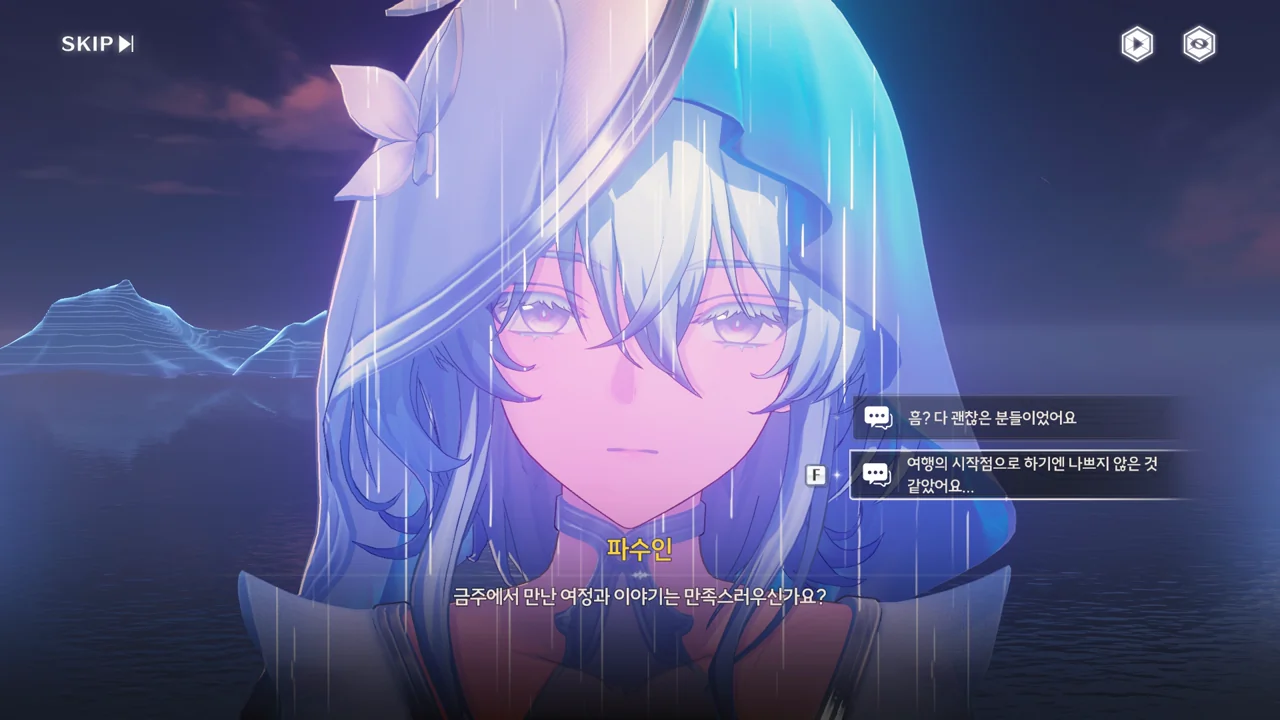 SKIP
흠? 다 괜찮은 분들이었어요
F
여행의 시작점으로 하기엔 나쁘지 않은 것
같았어요...
파수인
금주에서 만난 여정과 이야기는 만족스러우신가요?